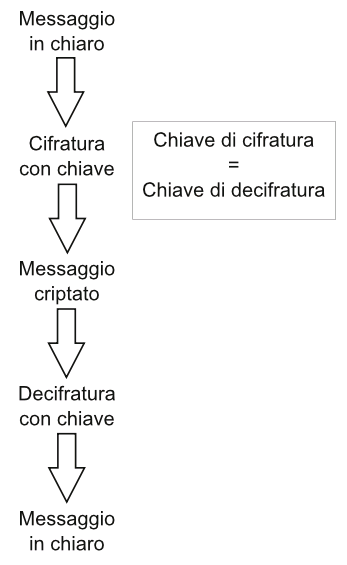 Messaggio
in chiaro
Cifratura
con chiave
Chiave di cifratura
=
Chiave di decifratura
Messaggio
criptato
Decifratura
con chiave
Messaggio
in chiaro